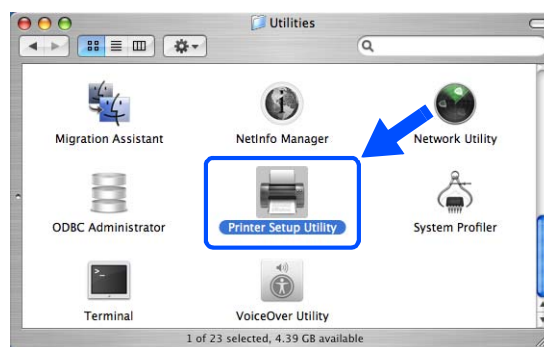 Utilities
Migration Assistant
NetInfo Manager
Network Utility
ODBC Administrator
Printer Setup Utility
System Profiler
Terminal
VoiceOver Utility
1 of 23 selected, 4.39 GB available